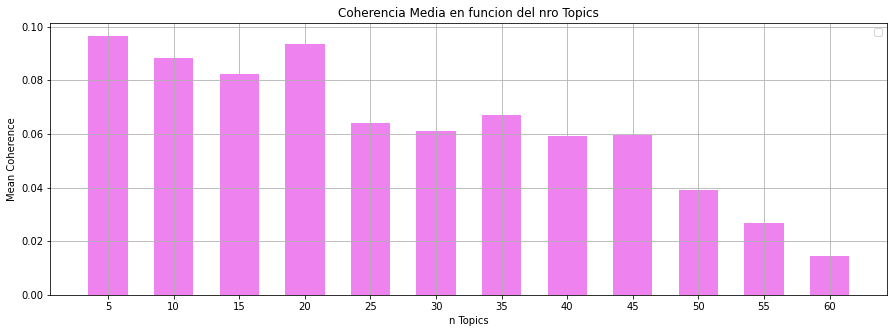 Coherencia Media en funcion del nro Topics
0.10
0.08
0.06
0.04
0.02
0.00
Mean Coherence
5 10 15 20 25 30 35 40 45 50 55 60
n Topics